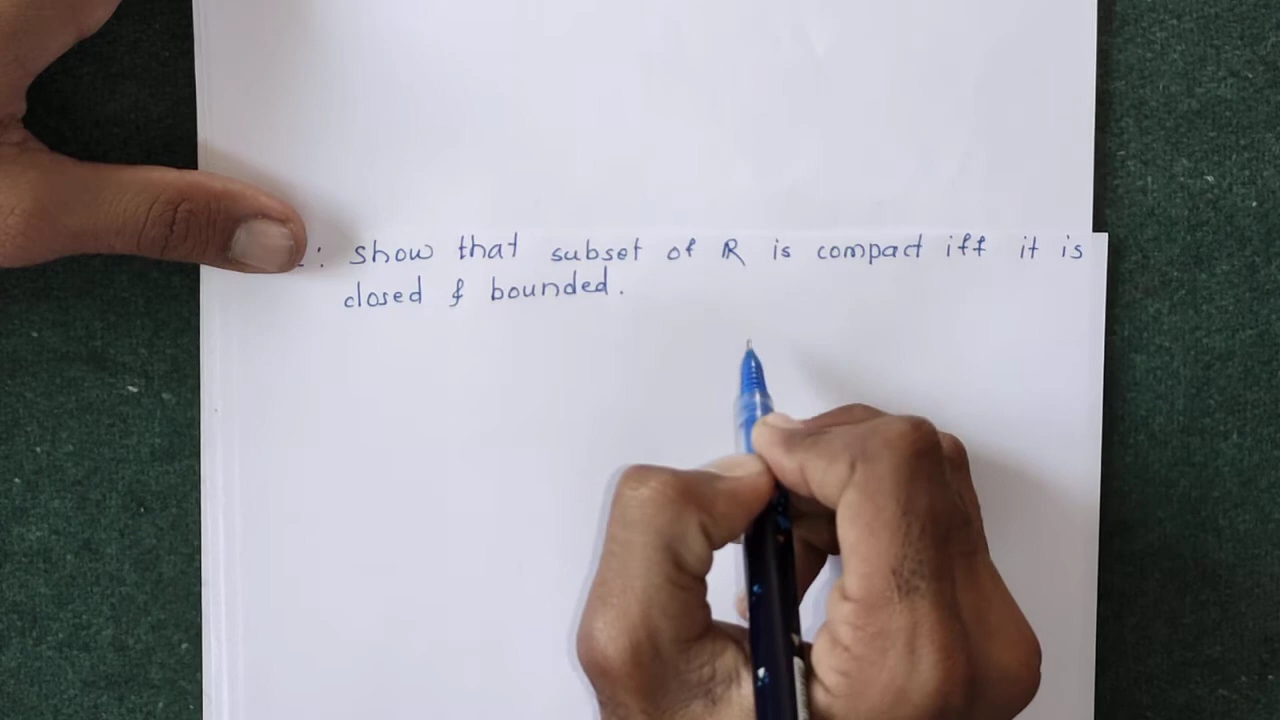 : show that subset of R is compact iff it is
closed & bounded.